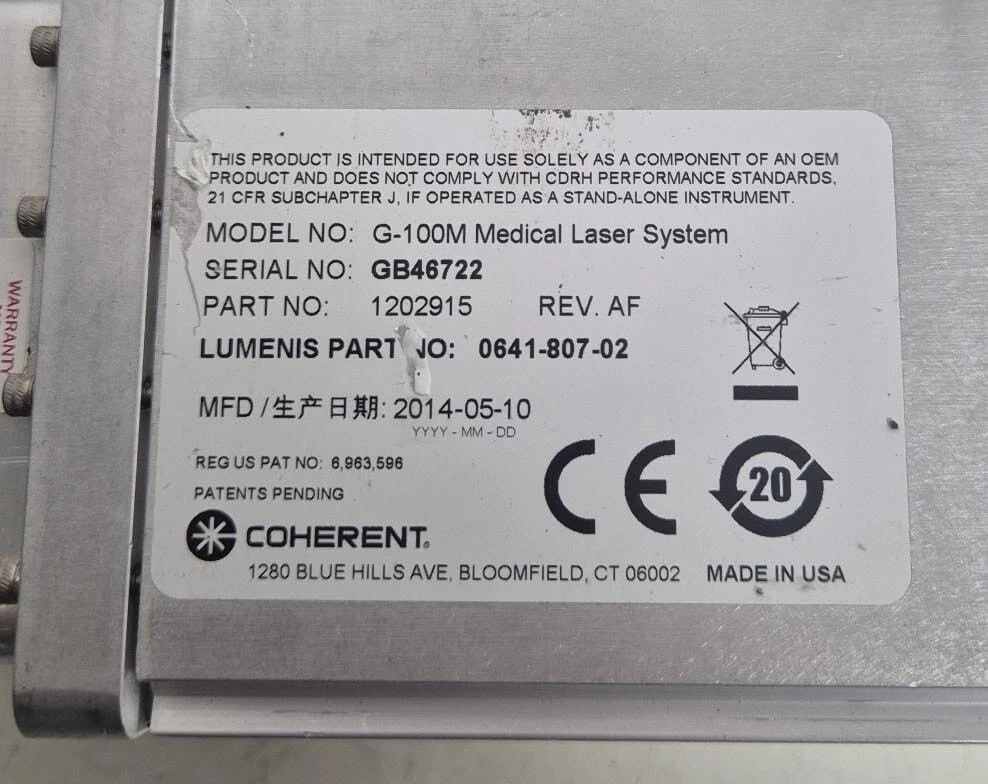 THIS PRODUCT IS INTENDED FOR USE SOLELY AS A COMPONENT OF AN OEM
PRODUCT AND DOES NOT COMPLY WITH CDRH PERFORMANCE STANDARDS,
21 CFR SUBCHAPTER J, IF OPERATED AS A STAND-ALONE INSTRUMENT.
MODEL NO: G-100M Medical Laser System
SERIAL NO: GB46722
PART NO: 1202915 REV. AF
LUMENIS PART NO: 0641-807-02
MFD /生产日期: 2014-05-10
YYYY - MM - DD
REG US PAT NO: 6,963,596
PATENTS PENDING
CE
20
COHERENT.
1280 BLUE HILLS AVE, BLOOMFIELD, CT 06002 MADE IN USA
WARRANTY